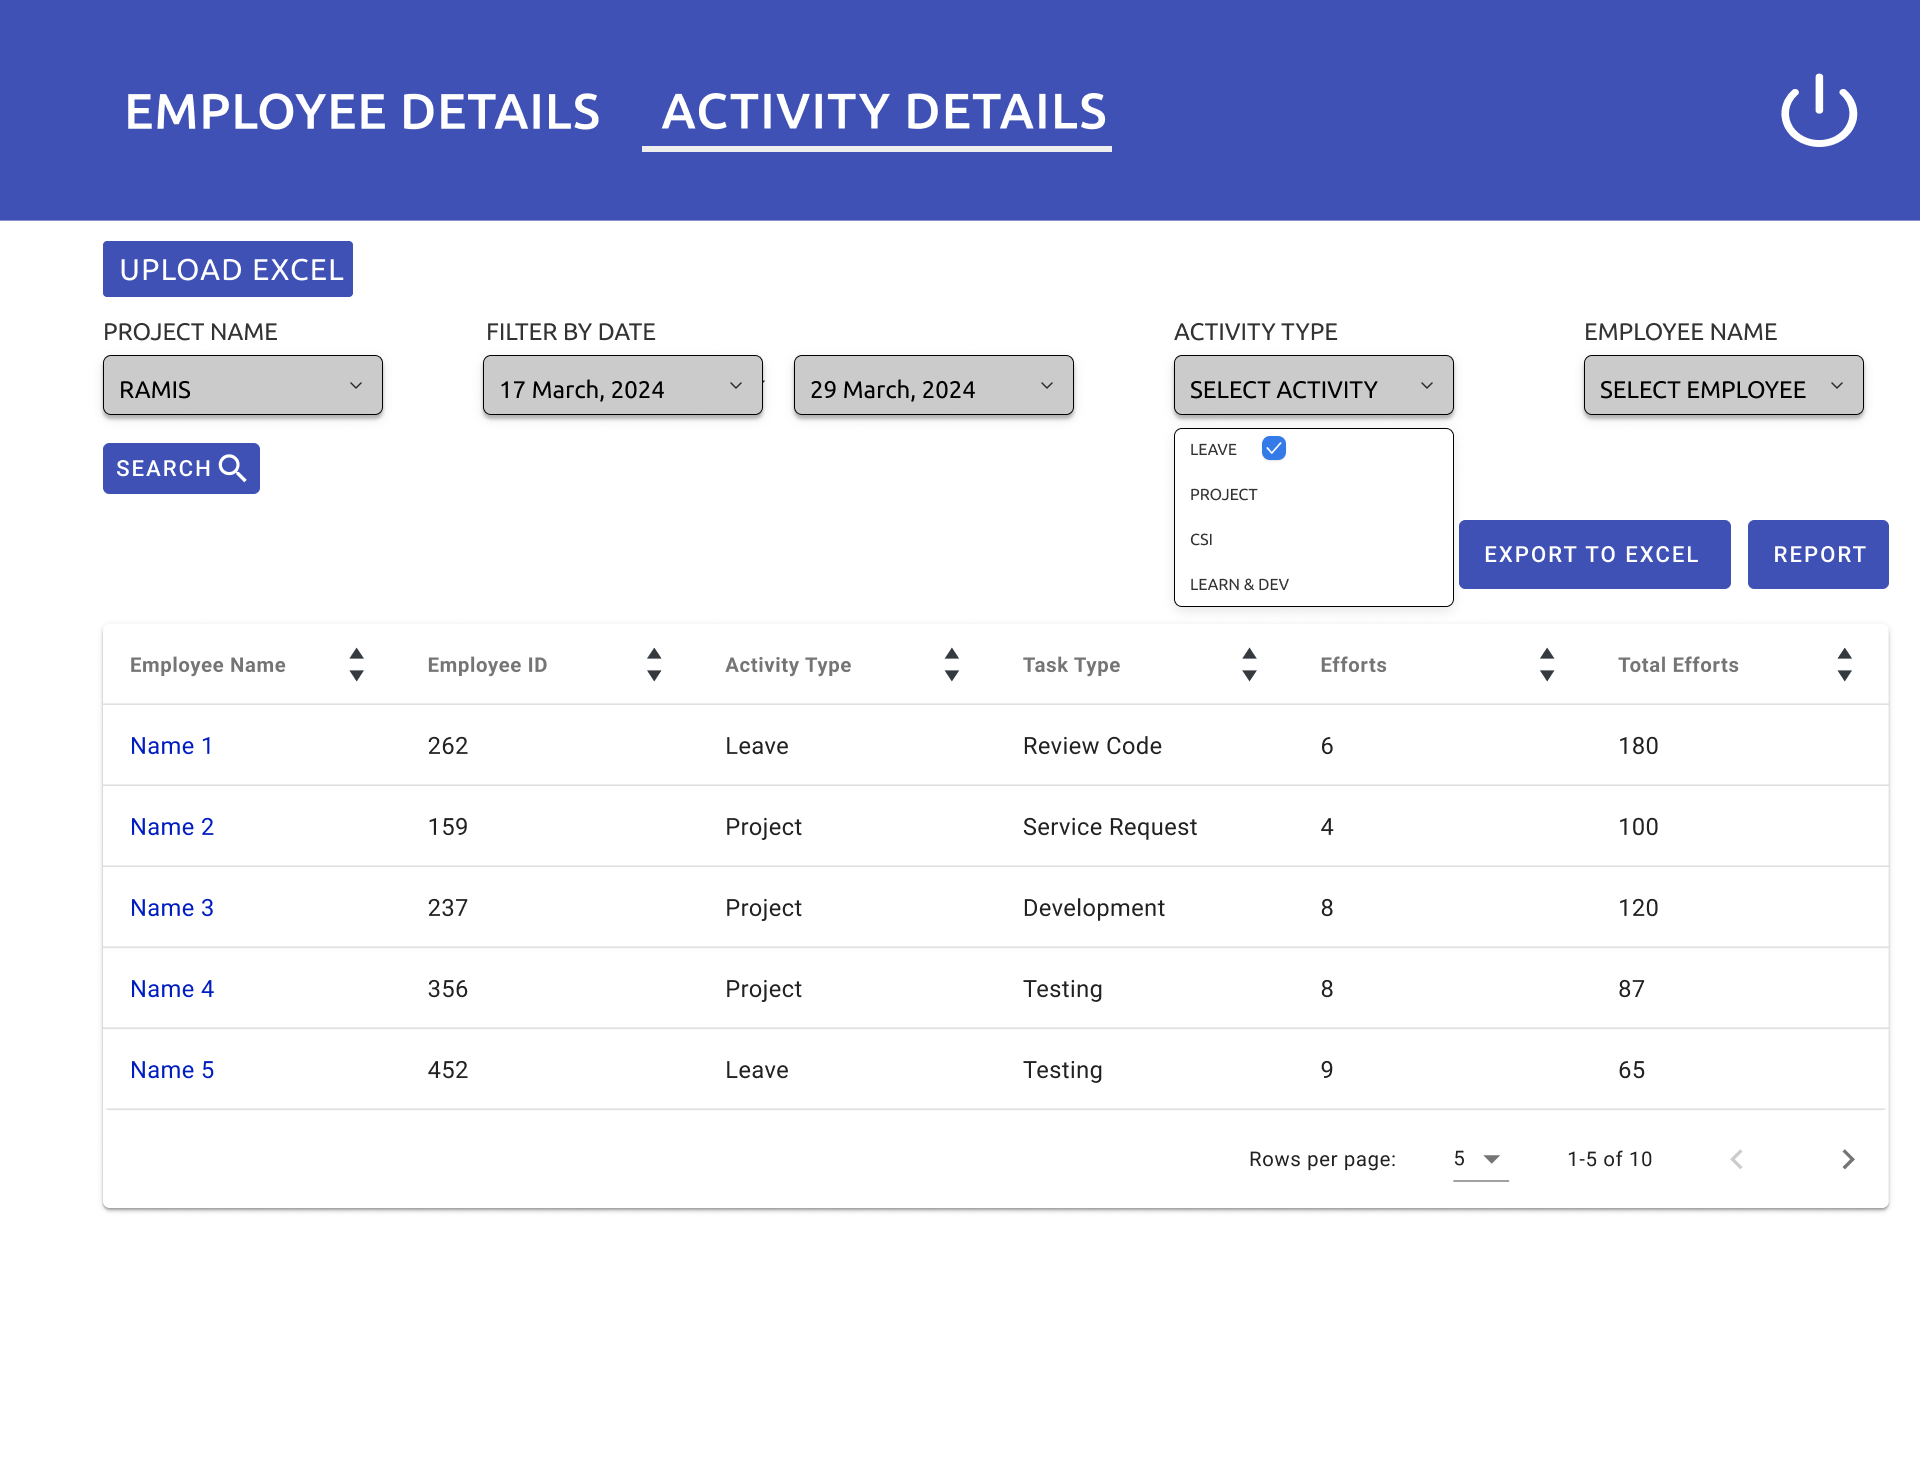 EMPLOYEE DETAILS ACTIVITY DETAILS
UPLOAD EXCEL
PROJECT NAME FILTER BY DATE ACTIVITY TYPE EMPLOYEE NAME
RAMIS 17 March, 2024 29 March, 2024 SELECT ACTIVITY SELECT EMPLOYEE
LEAVE
SEARCH
PROJECT
CSI
EXPORT TO EXCEL REPORT
LEARN & DEV
Employee Name Employee ID Activity Type Task Type Efforts Total Efforts
Name 1 262 Leave Review Code 6 180
Name 2 159 Project Service Request 4 100
Name 3 237 Project Development 8 120
Name 4 356 Project Testing 8 87
Name 5 452 Leave Testing 9 65
Rows per page: 5 1-5 of 10